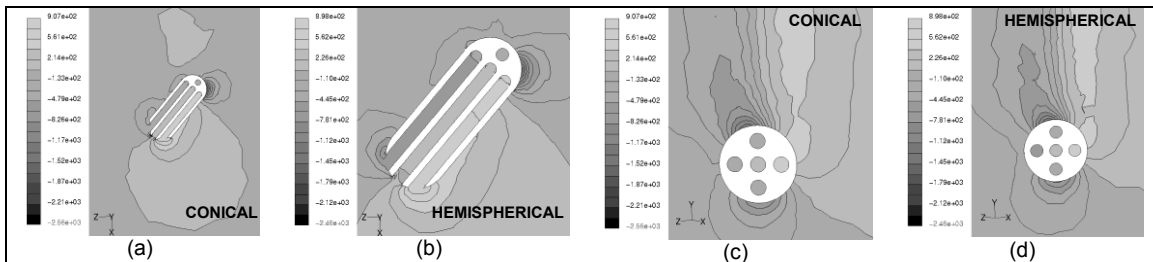 9.07e+02
5.61e+02
2.14e+02
-1.33e+02
-4.79e+02
-8.26e+02
-1.17e+03
-1.52e+03
-1.87e+03
-2.21e+03
-2.56e+03
Z Y
X
CONICAL
(a)
8.98e+02
5.62e+02
2.26e+02
-1.10e+02
-4.45e+02
-7.81e+02
-1.12e+03
-1.45e+03
-1.79e+03
-2.12e+03
-2.46e+03
Z Y
X
HEMISPHERICAL
(b)
9.07e+02
5.61e+02
2.14e+02
-1.33e+02
-4.79e+02
-8.26e+02
-1.17e+03
-1.52e+03
-1.87e+03
-2.21e+03
-2.56e+03
CONICAL
Y
Z X
(c)
8.98e+02
5.62e+02
2.26e+02
-1.10e+02
-4.45e+02
-7.81e+02
-1.12e+03
-1.45e+03
-1.79e+03
-2.12e+03
-2.46e+03
HEMISPHERICAL
Y
Z X
(d)